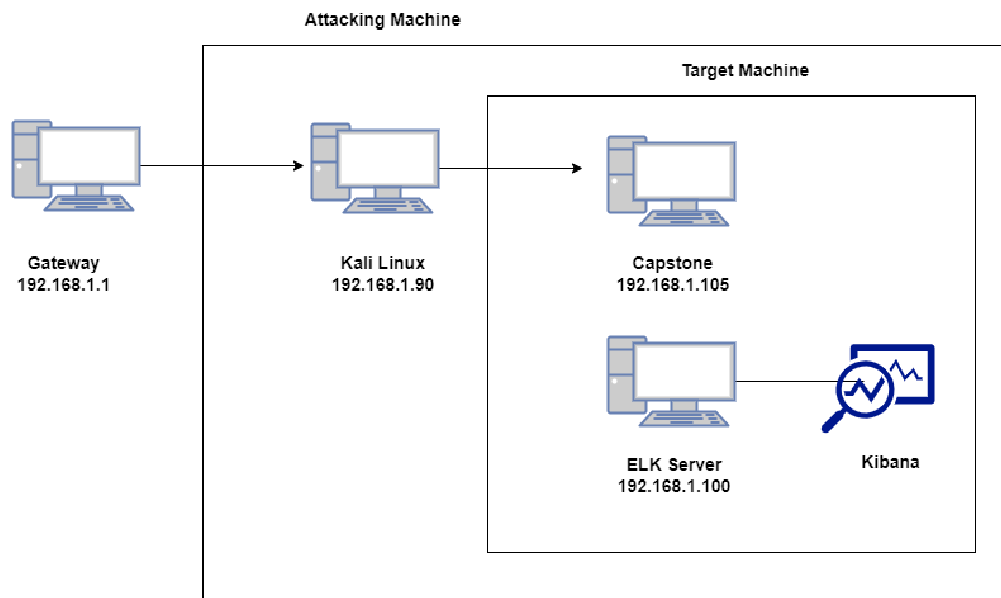 Attacking Machine
Target Machine
Gateway
192.168.1.1
Kali Linux
192.168.1.90
Capstone
192.168.1.105
ELK Server
192.168.1.100
Kibana